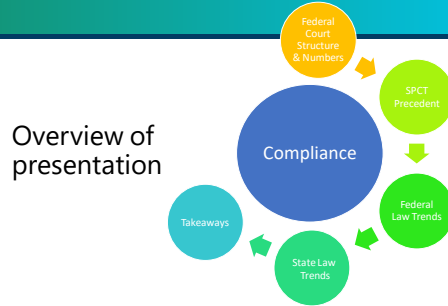 Overview of
presentation
Federal
Court
Structure
& Numbers
SPCT
Precedent
Federal
Law Trends
State Law
Trends
Takeaways
Compliance